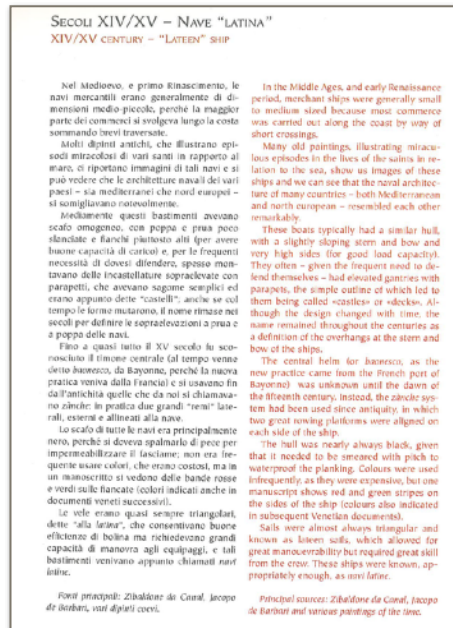 SECOLI XIV/XV – NAVE "LATINA"
XIV/XV CENTURY – "LATEEN" SHIP
Nel Medioevo, e primo Rinascimento, le
navi mercantili erano generalmente di di-
mensioni medio-piccole, perché la maggior
parte dei commerci si svolgeva lungo la costa
sommando brevi traversate.
Molti dipinti antichi, che illustrano epi-
sodi miracolosi di vari santi in rapporto al
mare, ci riportano immagini di tali navi e si
può vedere che le architetture navali dei vari
paesi – sia mediterranei che nord europei –
si somigliavano notevolmente.
Mediamente questi bastimenti avevano
scafo omogeneo, con poppa e prua poco
slanciate e fianchi piuttosto alti (per avere
buone capacità di carico) e, per le frequenti
necessità di dovesi difendere, spesso mon-
tavano delle incastellature sopraelevate con
parapetti, che avevano sagome semplici ed
erano appunto dette "castelli"; anche se col
tempo le forme mutarono, il nome rimase nei
secoli per definire le sopraelevazioni a prua e
a poppa delle navi.
Fino a quasi tutto il XV secolo fu sco-
nosciuto il timone centrale (al tempo venne
detto bavonesco, da Bayonne, perché la nuova
pratica veniva dalla Francia) e si usavano fin
dall'antichità quelle che da noi si chiamava-
no zànche: in pratica due grandi "remi" late-
rali, esterni e allineati alla nave.
Lo scafo di tutte le navi era principalmente
nero, perché si doveva spalmarlo di pece per
impermeabilizzare il fasciame; non era fre-
quente usare colori, che erano costosi, ma in
un manoscritto si vedono delle bande rosse
e verdi sulle fiancate (colori indicati anche in
documenti veneti successivi).
Le vele erano quasi sempre triangolari,
dette "alla latina", che consentivano buone
efficienze di bolina ma richiedevano grandi
capacità di manovra agli equipaggi, e tali
bastimenti venivano appunto chiamati navi
latine.
Fonti principali: Zibaldone da Canal, Jacopo
de Barbari, vari dipinti coevi.
In the Middle Ages, and early Renaissance
period, merchant ships were generally small
to medium sized because most commerce
was carried out along the coast by way of
short crossings.
Many old paintings, illustrating miracu-
lous episodes in the lives of the saints in re-
lation to the sea, show us images of these
ships and we can see that the naval architec-
ture of many countries – both Mediterranean
and north european – resembled each other
remarkably.
These boats typically had a similar hull,
with a slightly sloping stern and bow and
very high sides (for good load capacity).
They often – given the frequent need to de-
fend themselves – had elevated gantries with
parapets, the simple outline of which led to
them being called «castles» or «decks». Al-
though the design changed with time, the
name remained throughout the centuries as
a definition of the overhangs at the stern and
bow of the ships.
The central helm (or bavonesco, as the
new practice came from the French port of
Bayonne) was unknown until the dawn of
the fifteenth century. Instead, the zànche sys-
tem had been used since antiquity, in which
two great rowing platforms were aligned on
each side of the ship.
The hull was nearly always black, given
that it needed to be smeared with pitch to
waterproof the planking. Colours were used
infrequently, as they were expensive, but one
manuscript shows red and green stripes on
the sides of the ship (colours also indicated
in subsequent Venetian documents).
Sails were almost always triangular and
known as lateen sails, which allowed for
great manoeuvrability but required great skill
from the crew. These ships were known, ap-
propriately enough, as navi latine.
Principal sources: Zibaldone da Canal, Jacopo
de Barbari and various paintings of the time.